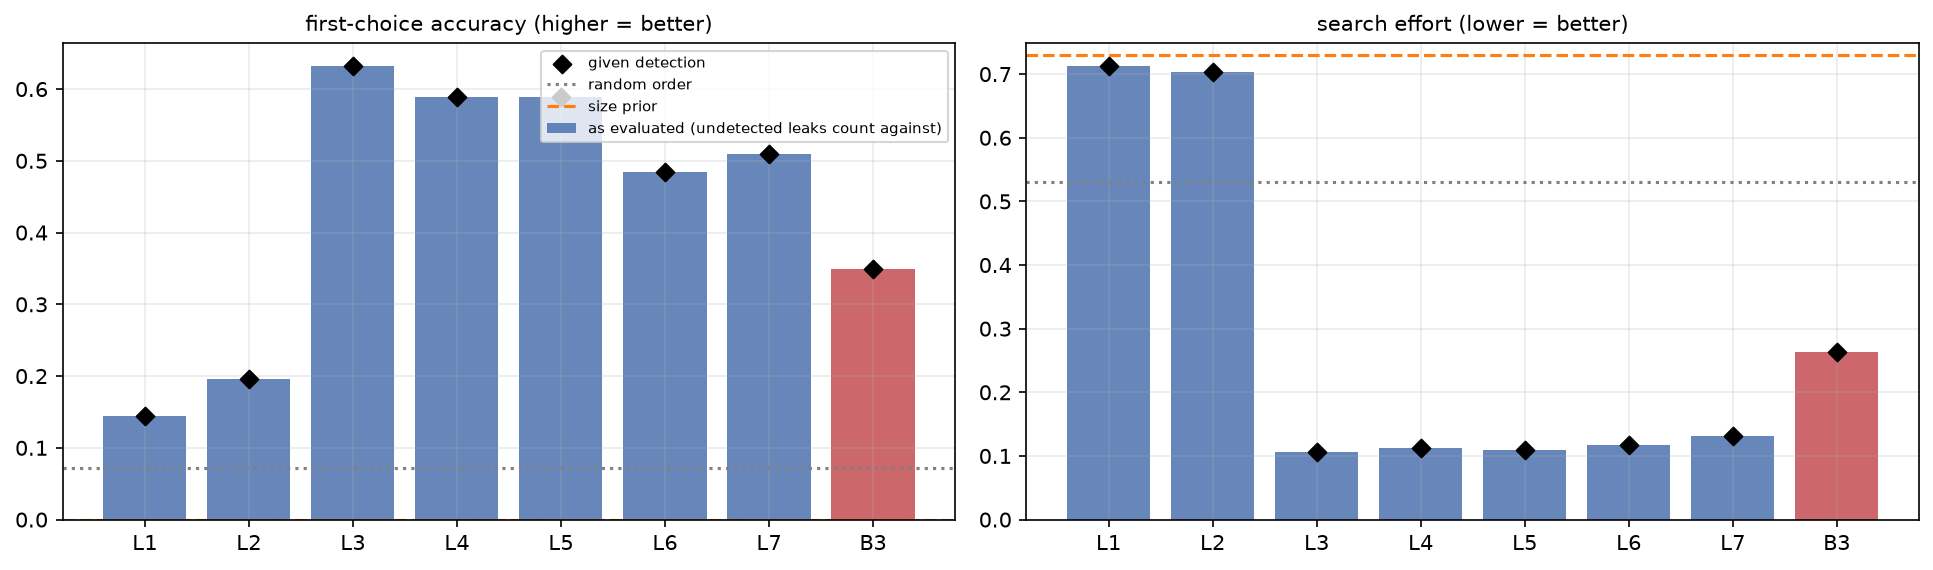 first-choice accuracy (higher = better)
0.6
0.5
0.4
0.3
0.2
0.1
0.0
given detection
random order
size prior
as evaluated (undetected leaks count against)
L1 L2 L3 L4 L5 L6 L7 B3
search effort (lower = better)
0.7
0.6
0.5
0.4
0.3
0.2
0.1
0.0
L1 L2 L3 L4 L5 L6 L7 B3